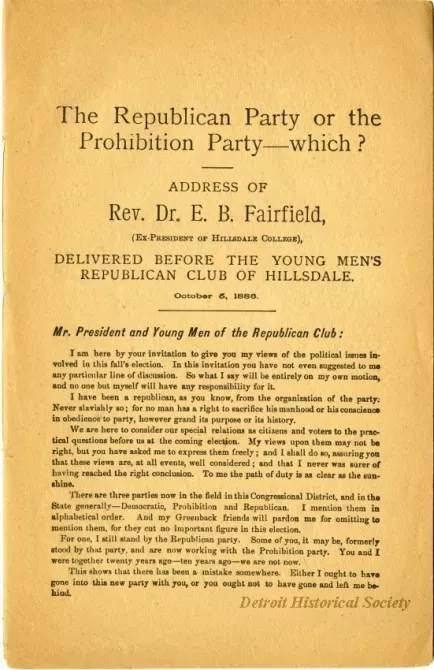 The Republican Party or the
Prohibition Party—which?
ADDRESS OF
Rev. Dr. E. B. Fairfield,
(Ex-President of Hillsdale College),
DELIVERED BEFORE THE YOUNG MEN'S
REPUBLICAN CLUB OF HILLSDALE.
October 5, 1886.
Mr. President and Young Men of the Republican Club:
I am here by your invitation to give you my views of the political issues in-
volved in this fall's election. In this invitation you have not even suggested to me
any particular line of discussion. So what I say will be entirely on my own motion,
and no one but myself will have any responsibility for it.
I have been a republican, as you know, from the organization of the party.
Never slavishly so; for no man has a right to sacrifice his manhood or his conscience
in obedience to party, however grand its purpose or its history.
We are here to consider our special relations as citizens and voters to the prac-
tical questions before us at the coming election. My views upon them may not be
right, but you have asked me to express them freely; and I shall do so, assuring you
that these views are, at all events, well considered; and that I never was surer of
having reached the right conclusion. To me the path of duty is as clear as the sun-
shine.
There are three parties now in the field in this Congressional District, and in the
State generally—Democratic, Prohibition and Republican. I mention them in
alphabetical order. And my Greenback friends will pardon me for omitting to
mention them, for they cut no important figure in this election.
For one, I still stand by the Republican party. Some of you, it may be, formerly
stood by that party, and are now working with the Prohibition party. You and I
were together twenty years ago—ten years ago—we are not now.
This shows that there has been a mistake somewhere. Either I ought to have
gone into this new party with you, or you ought not to have gone and left me be-
hind.
Detroit Historical Society